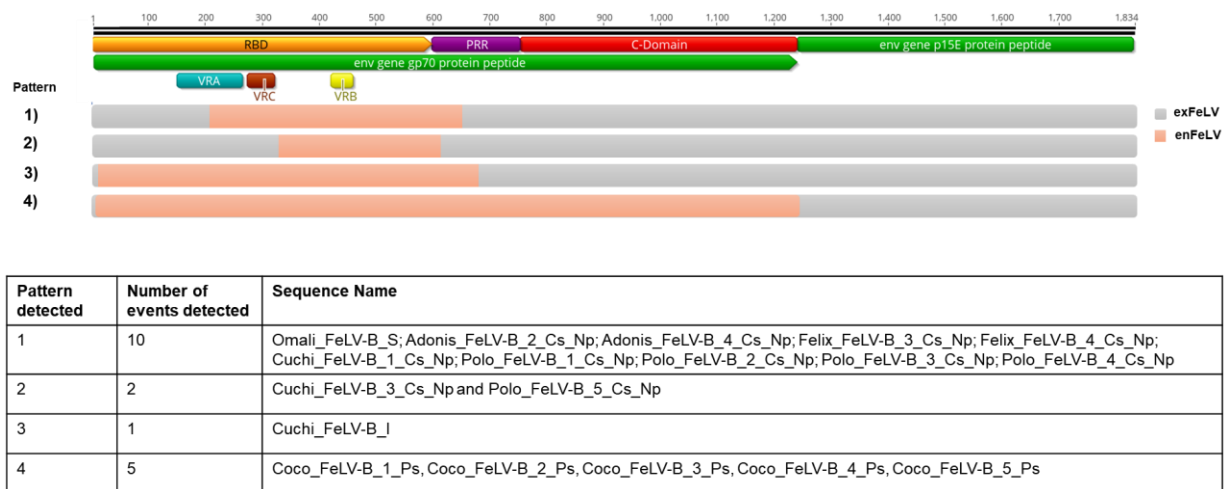 1 100 200 300 400 500 600 700 800 900 1,000 1,100 1,200 1,300 1,400 1,500 1,600 1,700 1.834
RBD PRR C-Domain env gene p15E protein peptide
env gene gp70 protein peptide
VRA
VRC VRB
Pattern
1)
exFeLV
2)
enFeLV
3)
4)
Pattern detected Number of events detected Sequence Name
1 10 Omali_FeLV-B_S; Adonis_FeLV-B_2_Cs_Np; Adonis_FeLV-B_4_Cs_Np; Felix_FeLV-B_3_Cs_Np; Felix_FeLV-B_4_Cs_Np;
Cuchi_FeLV-B_1_Cs_Np; Polo_FeLV-B_1_Cs_Np; Polo_FeLV-B_2_Cs_Np; Polo_FeLV-B_3_Cs_Np; Polo_FeLV-B_4_Cs_Np
2 2 Cuchi_FeLV-B_3_Cs_Np and Polo_FeLV-B_5_Cs_Np
3 1 Cuchi_FeLV-B_I
4 5 Coco_FeLV-B_1_Ps, Coco_FeLV-B_2_Ps, Coco_FeLV-B_3_Ps, Coco_FeLV-B_4_Ps, Coco_FeLV-B_5_Ps